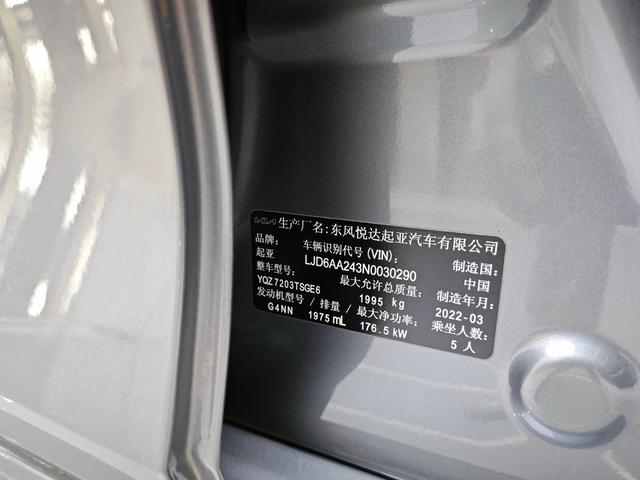 KIA 生产厂名:东风悦达起亚汽车有限公司
品牌: 车辆识别代号(VIN): 制造国:
起亚 LJD6AA243N0030290 中国
整车型号: 最大允许总质量: 制造年月:
YQZ7203TSGE6 1995 kg 2022-03
发动机型号/排量/最大净功率: 乘坐人数:
G4NN 1975 mL 176.5 kW 5 人